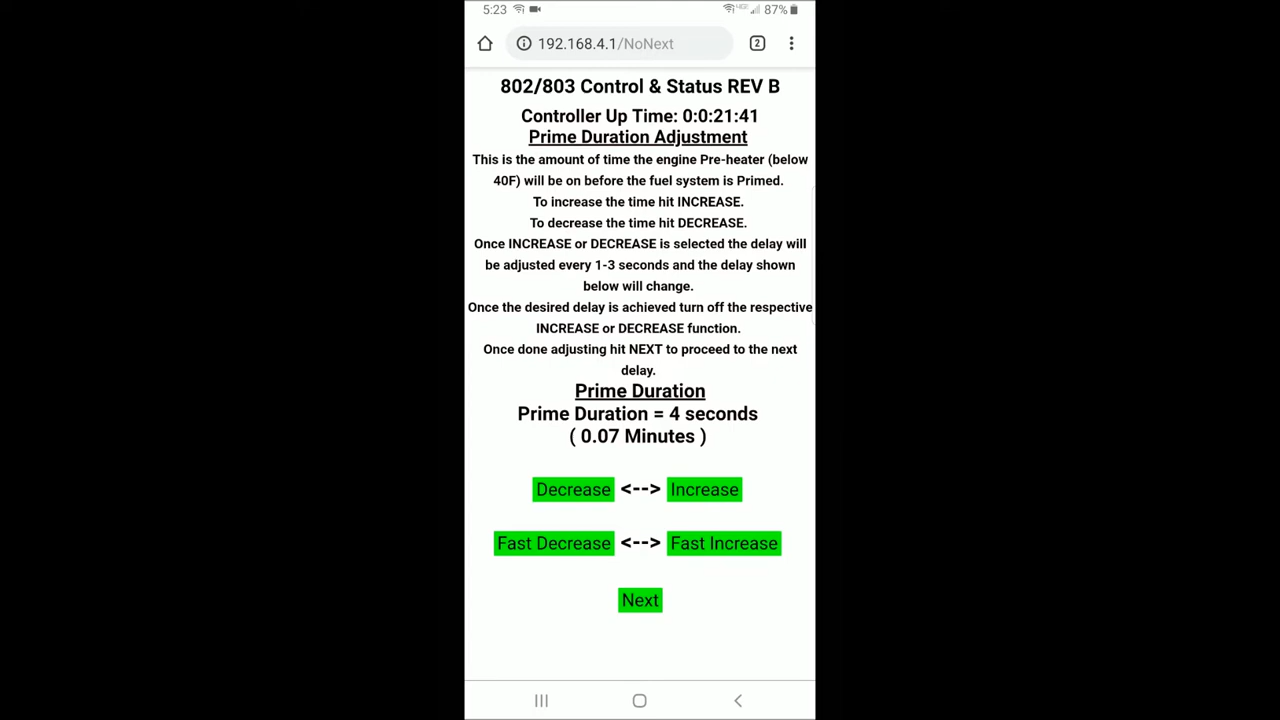 5:23 87%
192.168.4.1/NoNext 2
802/803 Control & Status REV B
Controller Up Time: 0:0:21:41
Prime Duration Adjustment
This is the amount of time the engine Pre-heater (below
40F) will be on before the fuel system is Primed.
To increase the time hit INCREASE.
To decrease the time hit DECREASE.
Once INCREASE or DECREASE is selected the delay will
be adjusted every 1-3 seconds and the delay shown
below will change.
Once the desired delay is achieved turn off the respective
INCREASE or DECREASE function.
Once done adjusting hit NEXT to proceed to the next
delay.
Prime Duration
Prime Duration = 4 seconds
( 0.07 Minutes )
Decrease <--> Increase
Fast Decrease <--> Fast Increase
Next